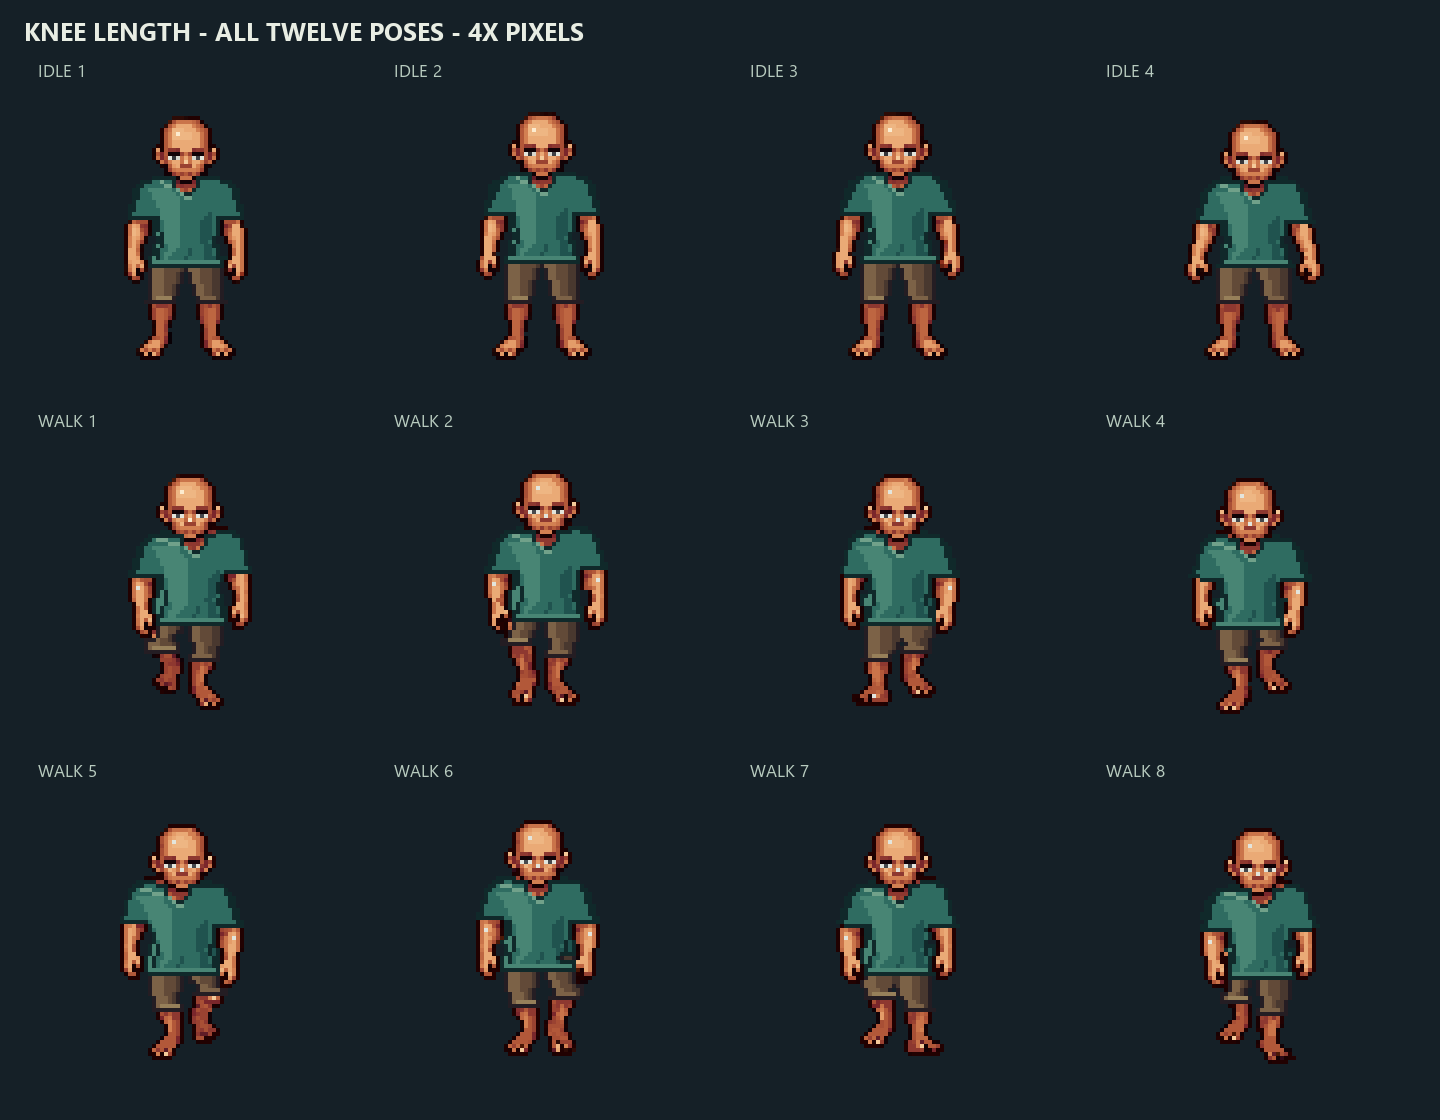 KNEE LENGTH - ALL TWELVE POSES - 4X PIXELS
IDLE 1
IDLE 2
IDLE 3
IDLE 4
WALK 1
WALK 2
WALK 3
WALK 4
WALK 5
WALK 6
WALK 7
WALK 8